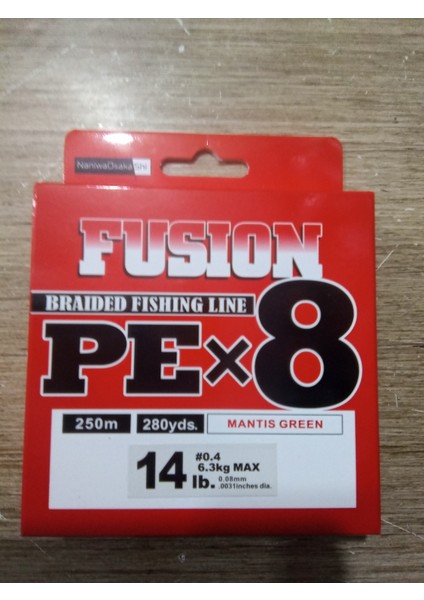 NaniwaOsaka
FUSION
BRAIDED FISHING LINE
PE×8
250m 280yds. MANTIS GREEN
14 lb.
#0.4
6.3kg MAX
0.08mm
.0031inches dia.